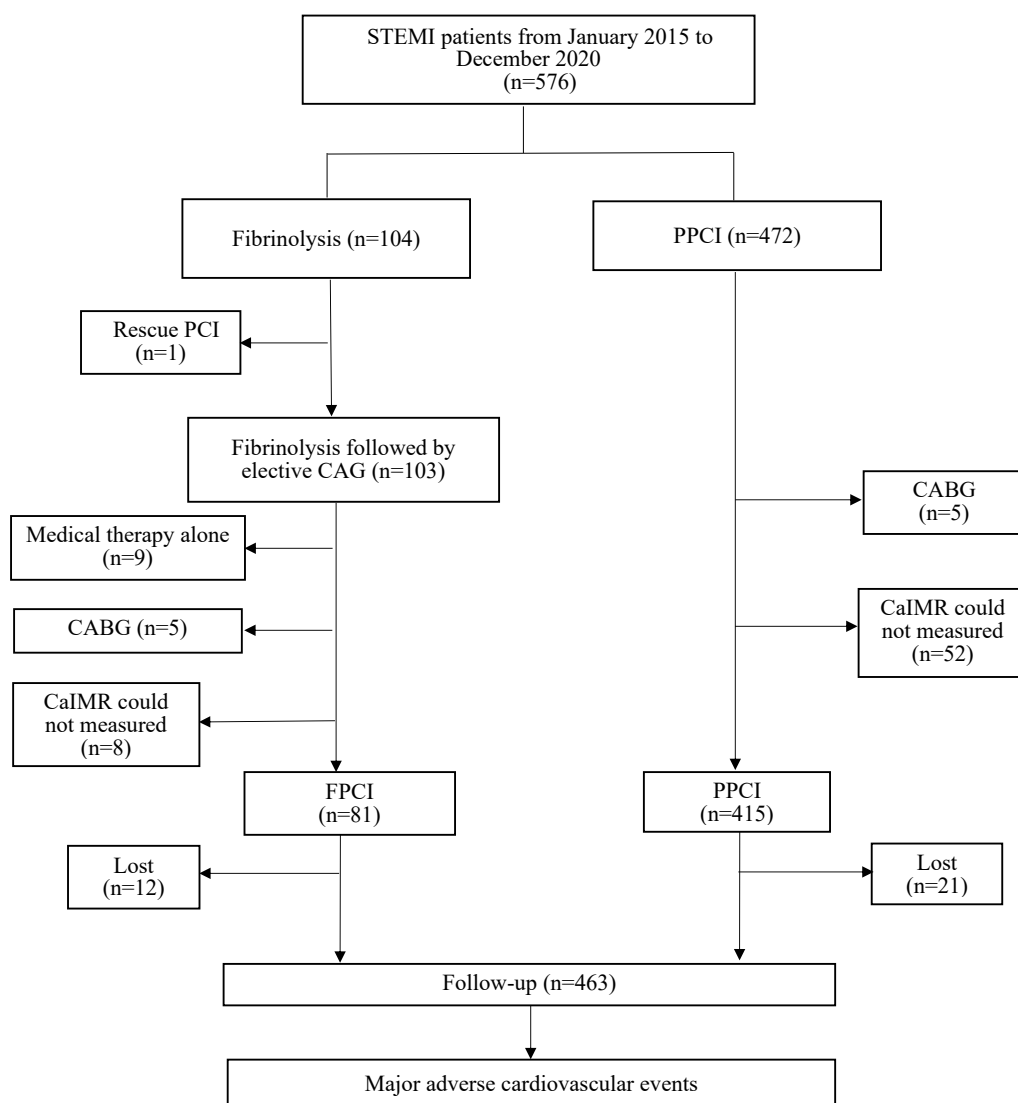 STEMI patients from January 2015 to
December 2020
(n=576)
Fibrinolysis (n=104)
PPCI (n=472)
Rescue PCI
(n=1)
Fibrinolysis followed by
elective CAG (n=103)
CABG
(n=5)
Medical therapy alone
(n=9)
CABG (n=5)
CaIMR could
not measured
(n=52)
CaIMR could
not measured
(n=8)
FPCI
(n=81)
PPCI
(n=415)
Lost
(n=12)
Lost
(n=21)
Follow-up (n=463)
Major adverse cardiovascular events